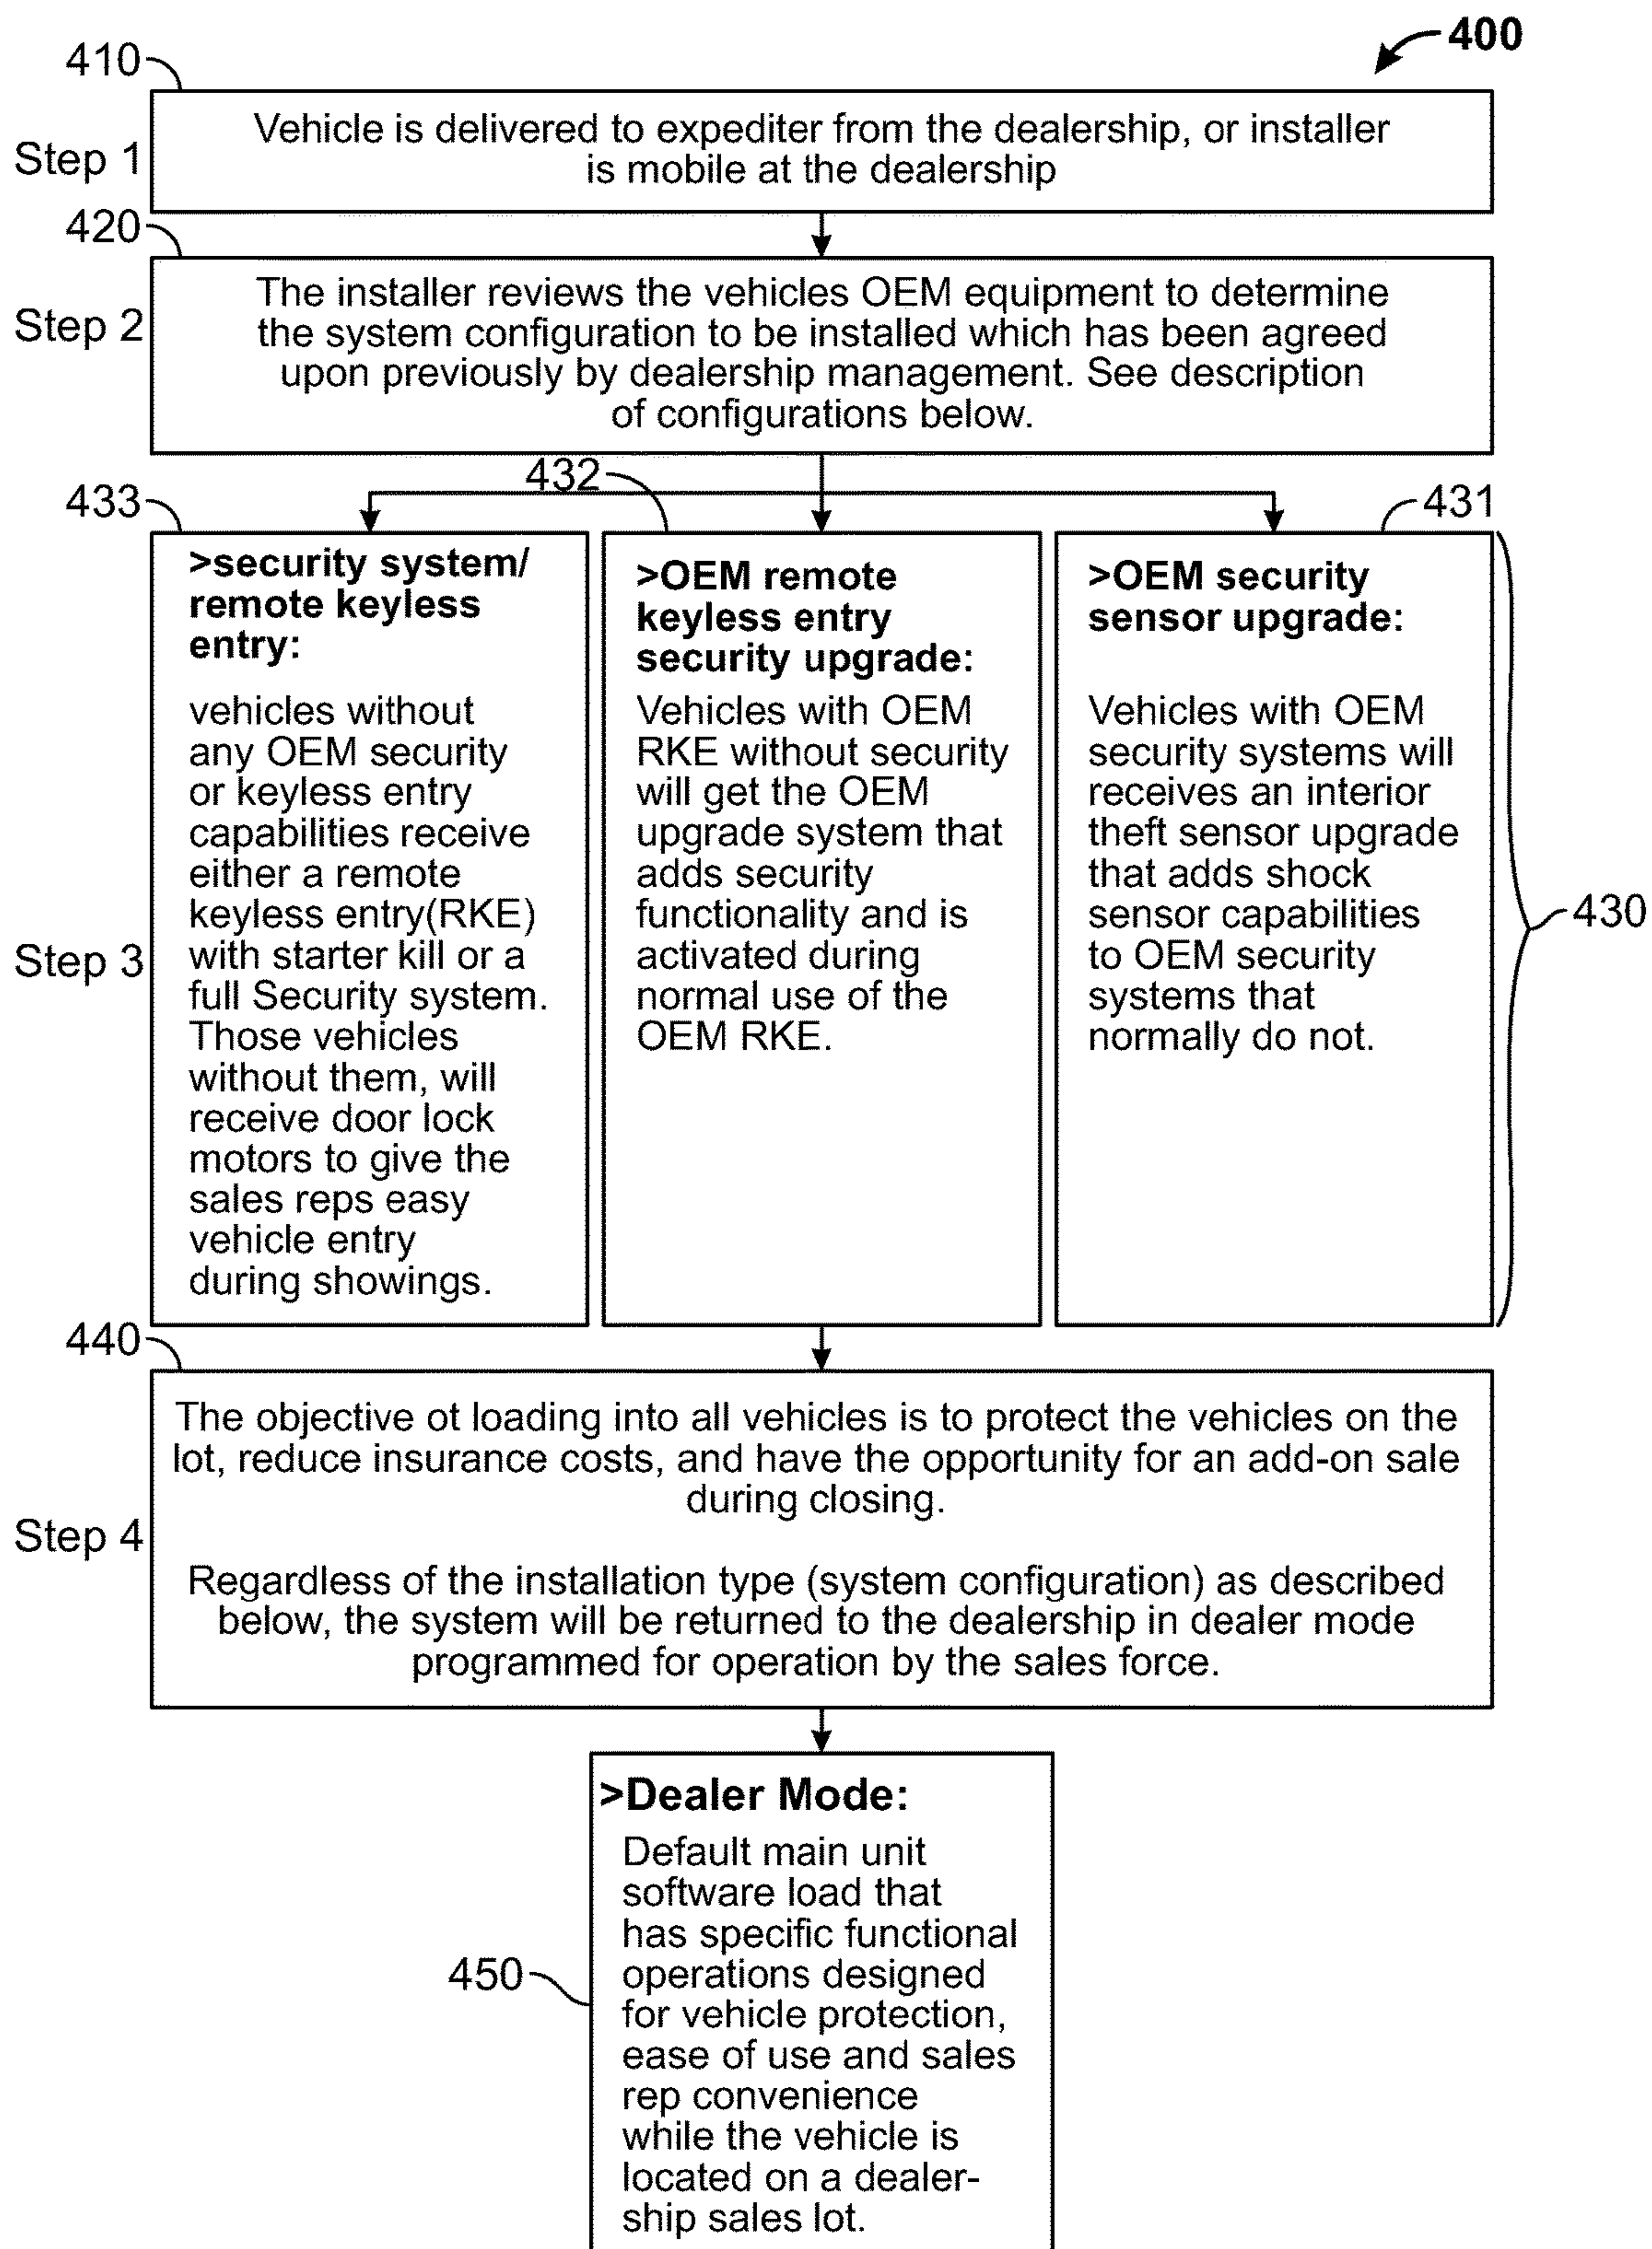 400
410
Step 1
Vehicle is delivered to expediter from the dealership, or installer
is mobile at the dealership
420
Step 2
The installer reviews the vehicles OEM equipment to determine
the system configuration to be installed which has been agreed
upon previously by dealership management. See description
of configurations below.
433
>security system/
remote keyless
entry:
vehicles without
any OEM security
or keyless entry
capabilities receive
either a remote
keyless entry(RKE)
with starter kill or a
full Security system.
Those vehicles
without them, will
receive door lock
motors to give the
sales reps easy
vehicle entry
during showings.
432
>OEM remote
keyless entry
security upgrade:
Vehicles with OEM
RKE without security
will get the OEM
upgrade system that
adds security
functionality and is
activated during
normal use of the
OEM RKE.
431
>OEM security
sensor upgrade:
Vehicles with OEM
security systems will
receives an interior
theft sensor upgrade
that adds shock
sensor capabilities
to OEM security
systems that
normally do not.
Step 3
430
440
Step 4
The objective ot loading into all vehicles is to protect the vehicles on the
lot, reduce insurance costs, and have the opportunity for an add-on sale
during closing.
Regardless of the installation type (system configuration) as described
below, the system will be returned to the dealership in dealer mode
programmed for operation by the sales force.
450
>Dealer Mode:
Default main unit
software load that
has specific functional
operations designed
for vehicle protection,
ease of use and sales
rep convenience
while the vehicle is
located on a dealer-
ship sales lot.